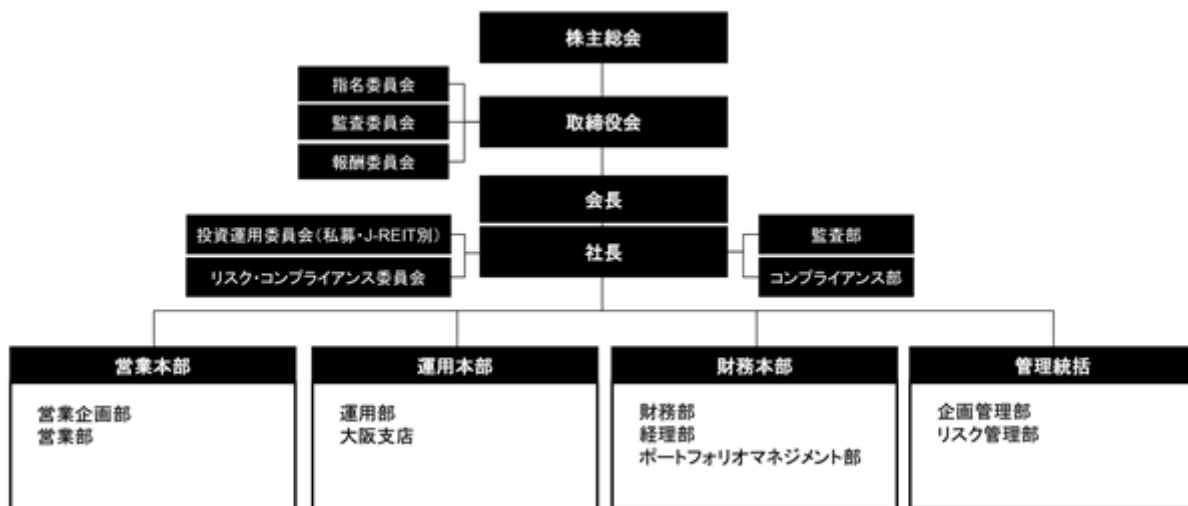 株主総会
指名委員会
監査委員会
報酬委員会
取締役会
会長
社長
投資運用委員会(私募・J-REIT別)
リスク・コンプライアンス委員会
監査部
コンプライアンス部
営業本部
営業企画部
営業部
運用本部
運用部
大阪支店
財務本部
財務部
経理部
ポートフォリオマネジメント部
管理統括
企画管理部
リスク管理部